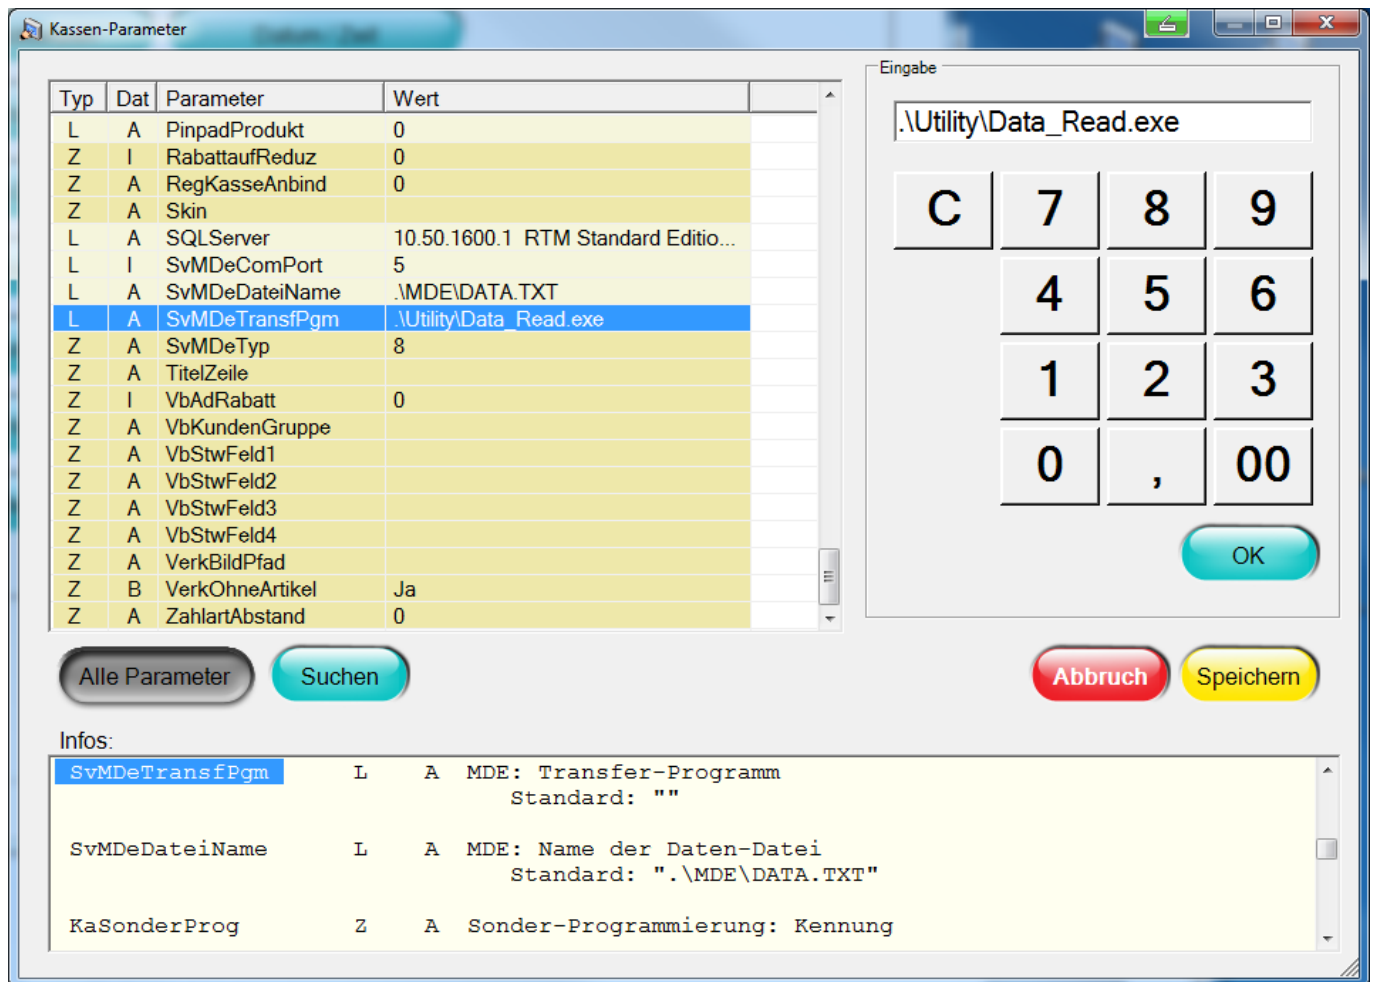 Kassen-Parameter
Typ Dat Parameter Wert
L A PinpadProdukt 0
Z I RabattaufReduz 0
Z A RegKasseAnbind 0
Z A Skin
L A SQLServer 10.50.1600.1 RTM Standard Editio...
L I SvMDeComPort 5
L A SvMDeDateiName .\MDE\DATA.TXT
L A SvMDeTransfPgm .\Utility\Data_Read.exe
Z A SvMDeTyp 8
Z A TitelZeile
Z I VbAdRabatt 0
Z A VbKundenGruppe
Z A VbStwFeld1
Z A VbStwFeld2
Z A VbStwFeld3
Z A VbStwFeld4
Z A VerkBildPfad
Z B VerkOhneArtikel Ja
Z A ZahlartAbstand 0
Eingabe
.\Utility\Data_Read.exe
C 7 8 9
4 5 6
1 2 3
0 , 00
OK
Alle Parameter Suchen Abbruch Speichern
Infos:
SvMDeTransfPgm L A MDE: Transfer-Programm
Standard: ""
SvMDeDateiName L A MDE: Name der Daten-Datei
Standard: ".\MDE\DATA.TXT"
KaSonderProg Z A Sonder-Programmierung: Kennung